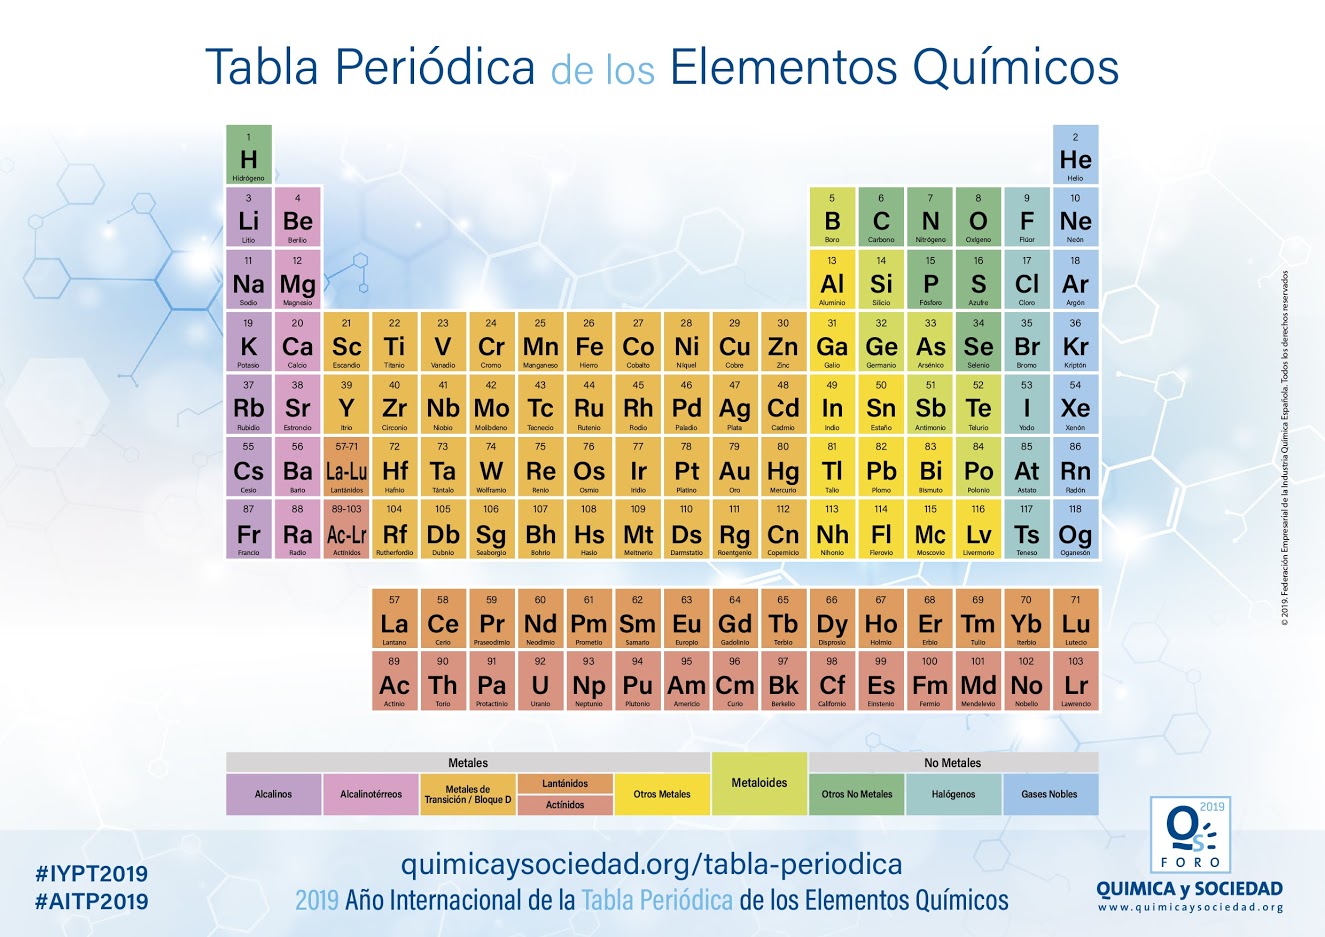 Tabla Periódica de los Elementos Químicos
1 2
H He
Hidrógeno Helio
3 4 5 6 7 8 9 10
Li Be B C N O F Ne
Litio Berilio Boro Carbono Nitrógeno Oxígeno Flúor Neón
11 12 13 14 15 16 17 18
Na Mg Al Si P S Cl Ar
Sodio Magnesio Aluminio Silicio Fósforo Azufre Cloro Argón
19 20 21 22 23 24 25 26 27 28 29 30 31 32 33 34 35 36
K Ca Sc Ti V Cr Mn Fe Co Ni Cu Zn Ga Ge As Se Br Kr
Potasio Calcio Escandio Titanio Vanadio Cromo Manganeso Hierro Cobalto Níquel Cobre Zinc Galio Germanio Arsénico Selenio Bromo Kriptón
37 38 39 40 41 42 43 44 45 46 47 48 49 50 51 52 53 54
Rb Sr Y Zr Nb Mo Tc Ru Rh Pd Ag Cd In Sn Sb Te I Xe
Rubidio Estroncio Itrio Circonio Niobio Molibdeno Tecnecio Rutenio Rodio Paladio Plata Cadmio Indio Estaño Antimonio Telurio Yodo Xenón
55 56 57-71 72 73 74 75 76 77 78 79 80 81 82 83 84 85 86
Cs Ba La-Lu Hf Ta W Re Os Ir Pt Au Hg Tl Pb Bi Po At Rn
Cesio Bario Lantánidos Hafnio Tántalo Wolframio Renio Osmio Iridio Platino Oro Mercurio Talio Plomo Bismuto Polonio Astato Radón
87 88 89-103 104 105 106 107 108 109 110 111 112 113 114 115 116 117 118
Fr Ra Ac-Lr Rf Db Sg Bh Hs Mt Ds Rg Cn Nh Fl Mc Lv Ts Og
Francio Radio Actínidos Rutherfordio Dubnio Seaborgio Bohrio Hasio Meitnerio Darmstatio Roentgenio Copernicio Nihonio Flerovio Moscovio Livermorio Teneso Oganesón
57 58 59 60 61 62 63 64 65 66 67 68 69 70 71
La Ce Pr Nd Pm Sm Eu Gd Tb Dy Ho Er Tm Yb Lu
Lantano Cerio Praseodimio Neodimio Prometio Samario Europio Gadolinio Terbio Disprosio Holmio Erbio Tulio Iterbio Lutecio
89 90 91 92 93 94 95 96 97 98 99 100 101 102 103
Ac Th Pa U Np Pu Am Cm Bk Cf Es Fm Md No Lr
Actinio Torio Protactinio Uranio Neptunio Plutonio Americio Curio Berkelio Californio Einstenio Fermio Mendelevio Nobelio Lawrencio
Metales
Metaloides
No Metales
Alcalinos
Alcalinotérreos
Metales de
Transición / Bloque D
Lantánidos
Actínidos
Otros Metales
Otros No Metales
Halógenos
Gases Nobles
© 2019. Federación Empresarial de la Industria Química Española. Todos los derechos reservados
#IYPT2019
#AITP2019
quimicaysociedad.org/tabla-periodica
2019 Año Internacional de la Tabla Periódica de los Elementos Químicos
2019
Qs
FORO
QUIMICA y SOCIEDAD
www.quimicaysociedad.org